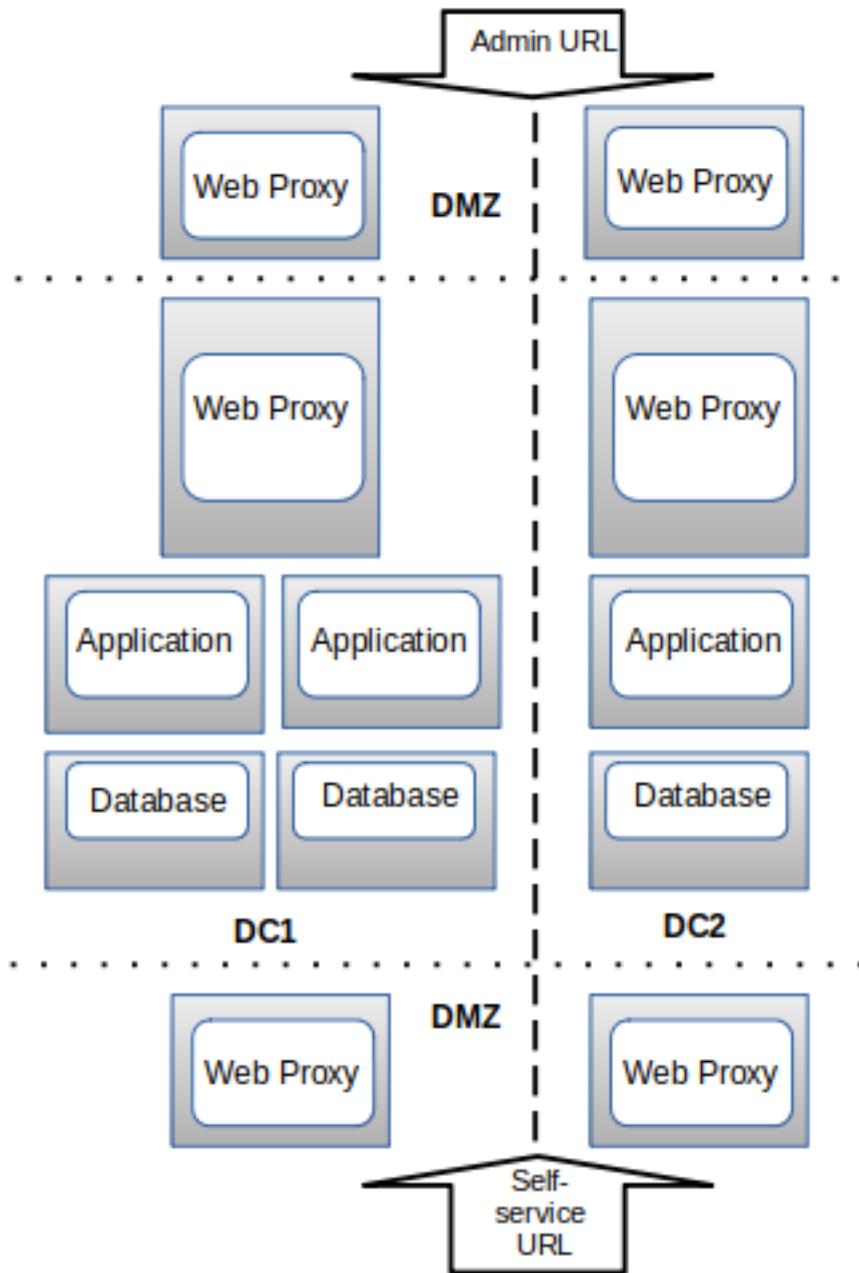 Admin URL
Web Proxy
DMZ
Web Proxy
Web Proxy
Web Proxy
Application
Application
Application
Database
Database
Database
DC1
DC2
DMZ
Web Proxy
Web Proxy
Self-
service
URL